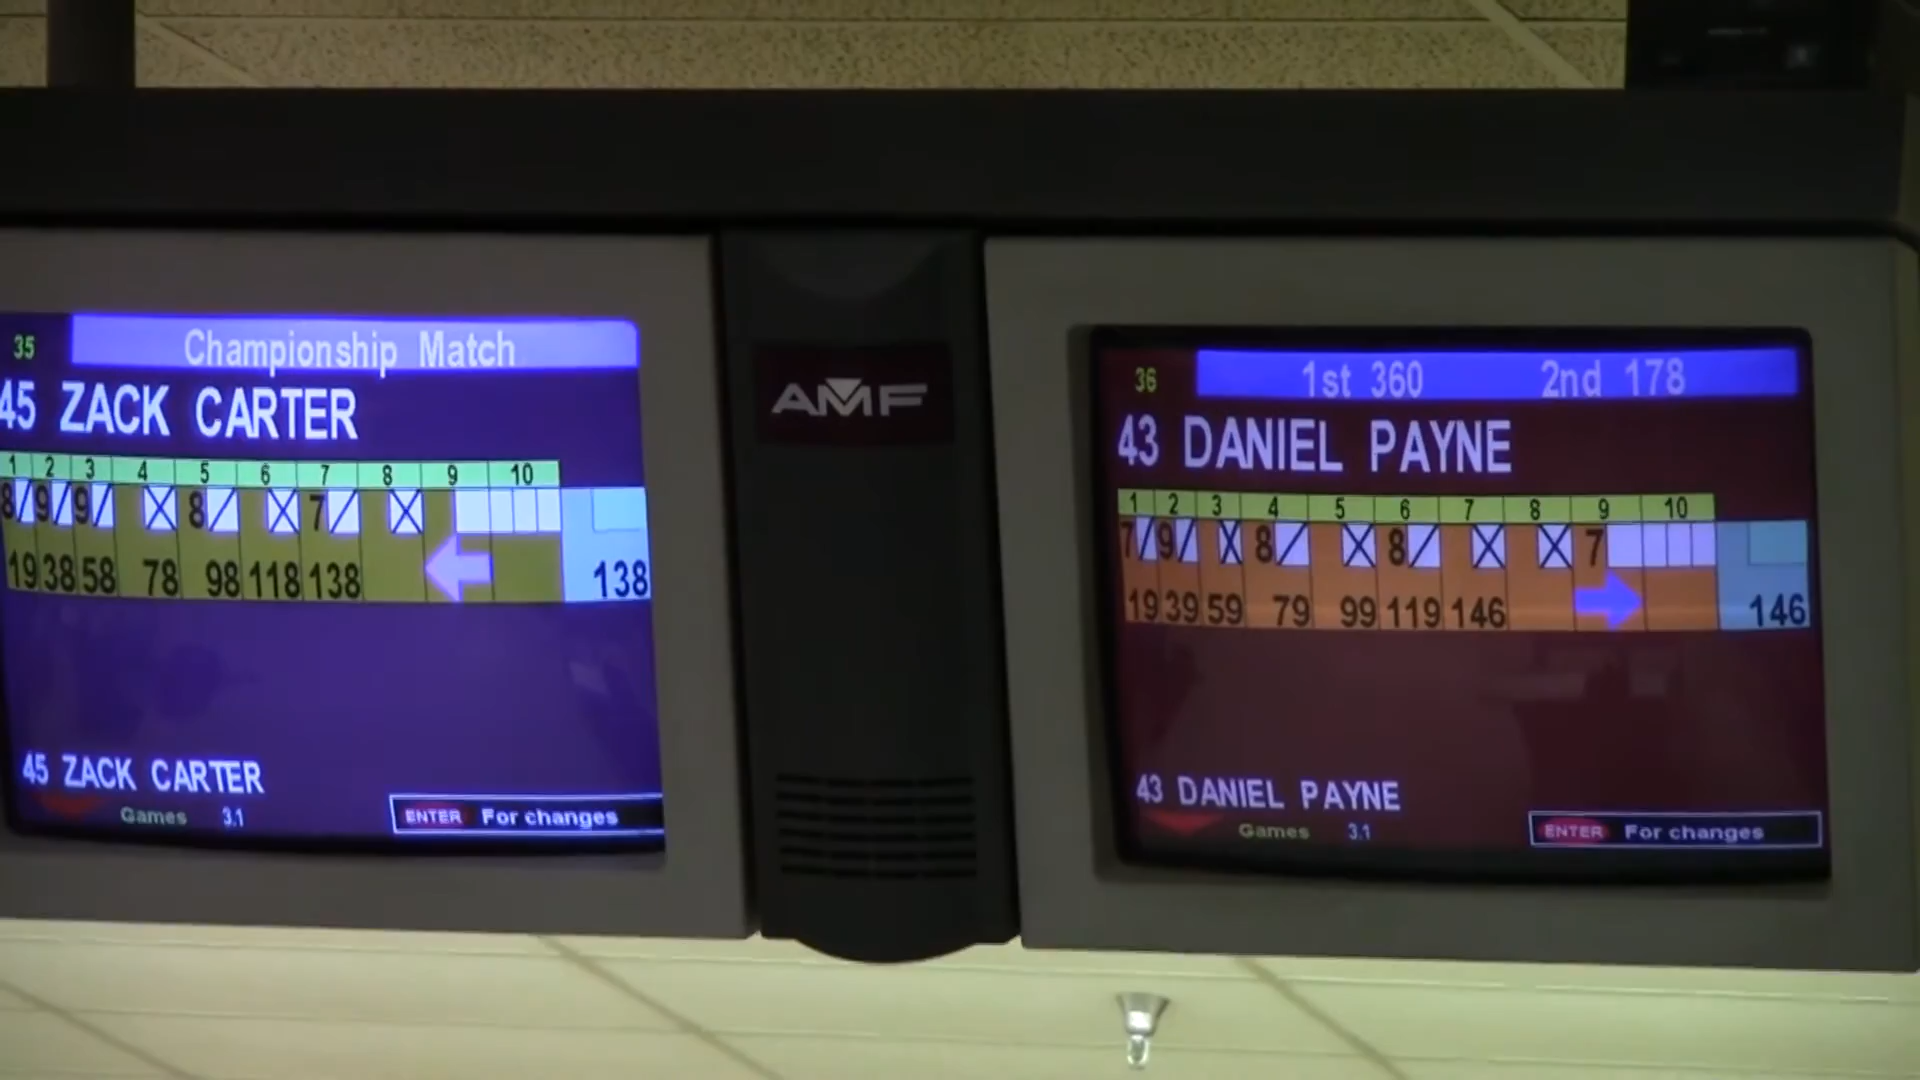 35
Championship Match
45 ZACK CARTER
1 2 3 4 5 6 7 8 9 10
8/ 9/ 9/ X 8/ X 7/ X
19 38 58 78 98 118 138 138
45 ZACK CARTER
Games 3.1
ENTER For changes
AMF
36
1st 360 2nd 178
43 DANIEL PAYNE
1 2 3 4 5 6 7 8 9 10
7/ 9/ X 8/ X 8/ X X 7
19 39 59 79 99 119 146 146
43 DANIEL PAYNE
Games 3.1
ENTER For changes